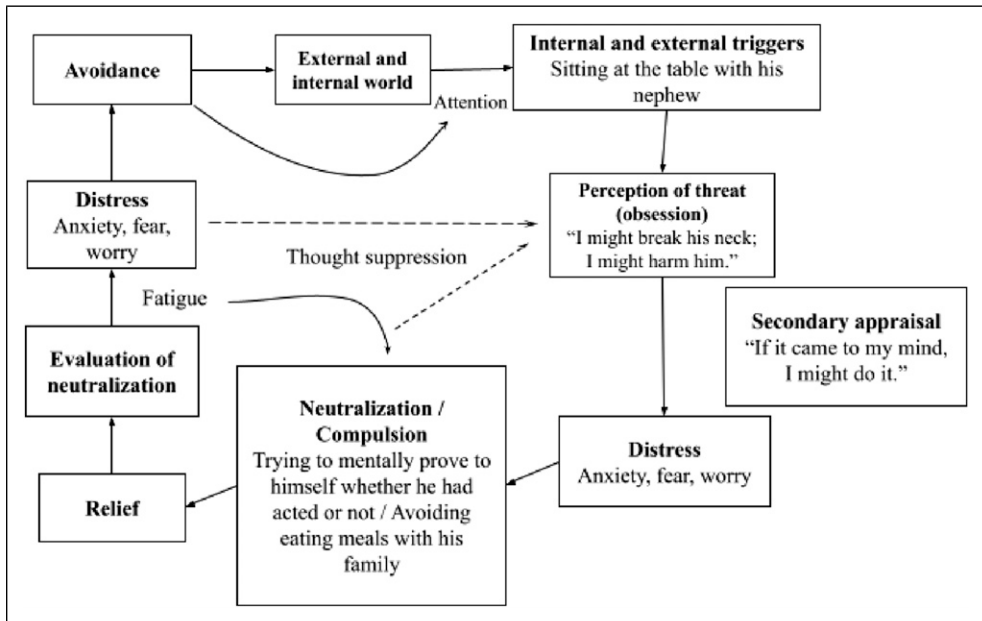 Avoidance
External and
internal world
Internal and external triggers
Sitting at the table with his
nephew
Attention
Distress
Anxiety, fear,
worry
Perception of threat
(obsession)
“I might break his neck;
I might harm him.”
Thought suppression
Fatigue
Secondary appraisal
“If it came to my mind,
I might do it.”
Evaluation of
neutralization
Neutralization /
Compulsion
Trying to mentally prove to
himself whether he had
acted or not / Avoiding
eating meals with his
family
Distress
Anxiety, fear, worry
Relief